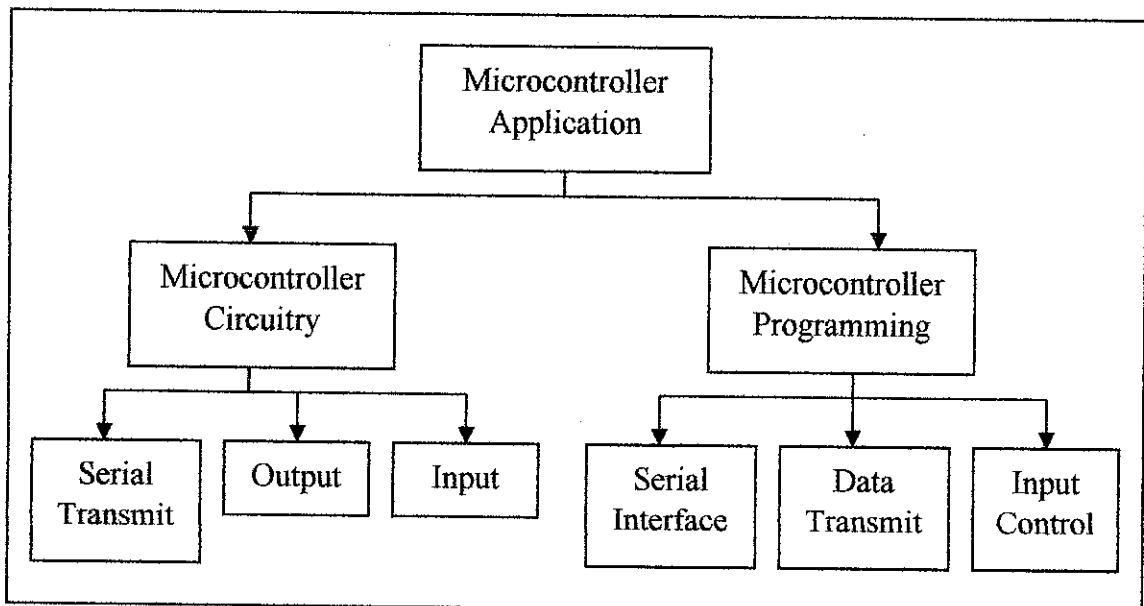 Microcontroller
Application
Microcontroller
Circuitry
Microcontroller
Programming
Serial
Transmit
Output
Input
Serial
Interface
Data
Transmit
Input
Control